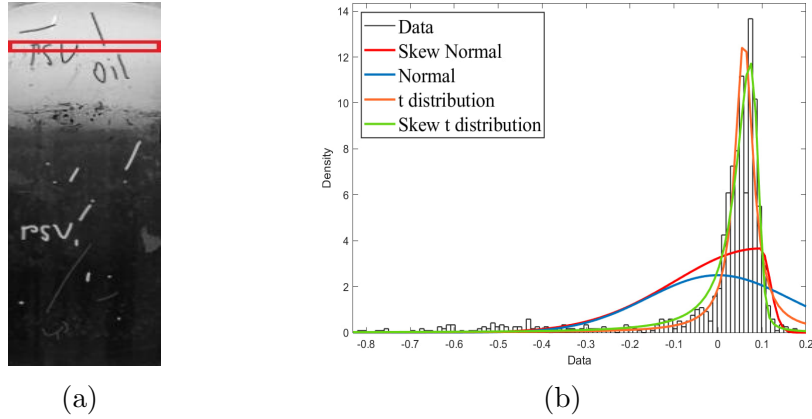 PSV
Oil
PSV,
(a)
14
12
10
8
6
4
2
0
Density
Data
Skew Normal
Normal
t distribution
Skew t distribution
-0.8 -0.7 -0.6 -0.5 -0.4 -0.3 -0.2 -0.1 0 0.1 0.2
Data
(b)